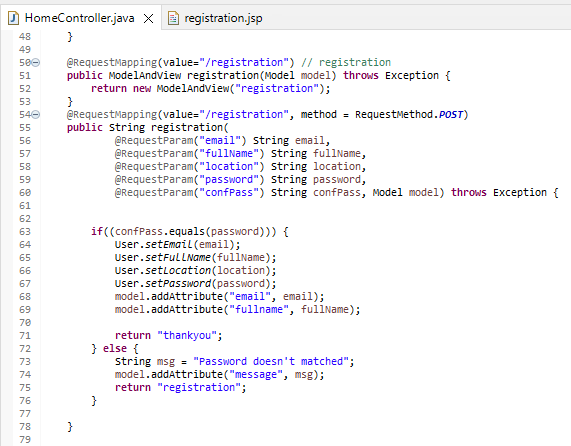 HomeController.java registration.jsp
48 }
49
50 @RequestMapping(value="/registration") // registration
51 public ModelAndView registration(Model model) throws Exception {
52 return new ModelAndView("registration");
53 }
54 @RequestMapping(value="/registration", method = RequestMethod.POST)
55 public String registration(
56 @RequestParam("email") String email,
57 @RequestParam("fullName") String fullName,
58 @RequestParam("location") String location,
59 @RequestParam("password") String password,
60 @RequestParam("confPass") String confPass, Model model) throws Exception {
61
62
63 if((confPass.equals(password))) {
64 User.setEmail(email);
65 User.setFullName(fullName);
66 User.setLocation(location);
67 User.setPassword(password);
68 model.addAttribute("email", email);
69 model.addAttribute("fullname", fullName);
70
71 return "thankyou";
72 } else {
73 String msg = "Password doesn't matched";
74 model.addAttribute("message", msg);
75 return "registration";
76 }
77
78 }
79